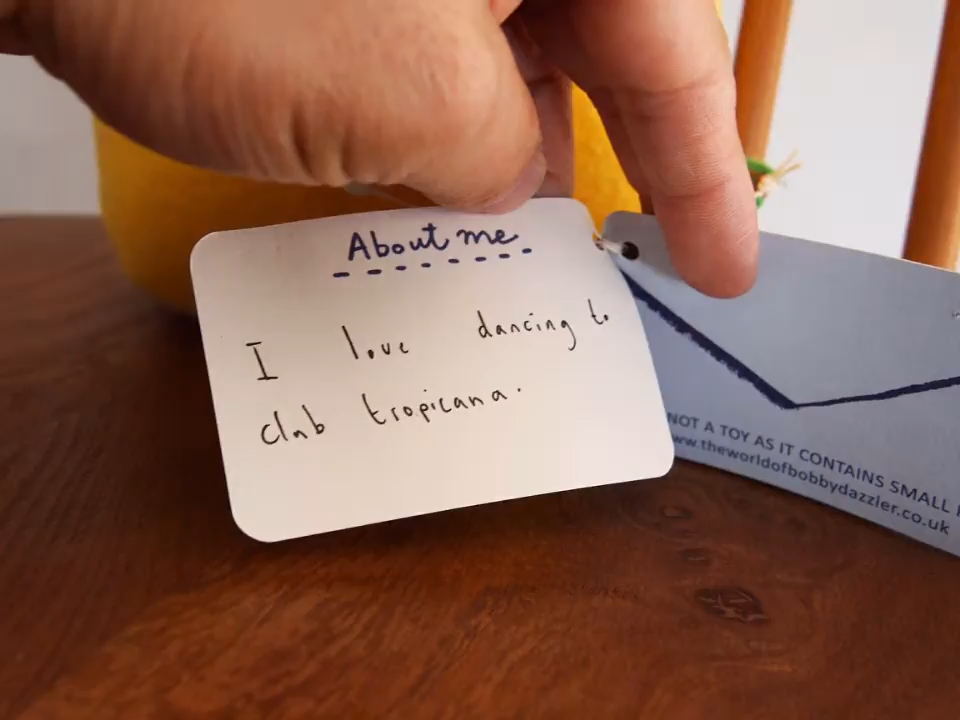 About me
I love dancing to
club tropicana.
NOT A TOY AS IT CONTAINS SMALL
www.theworldofbobbydazzler.co.uk